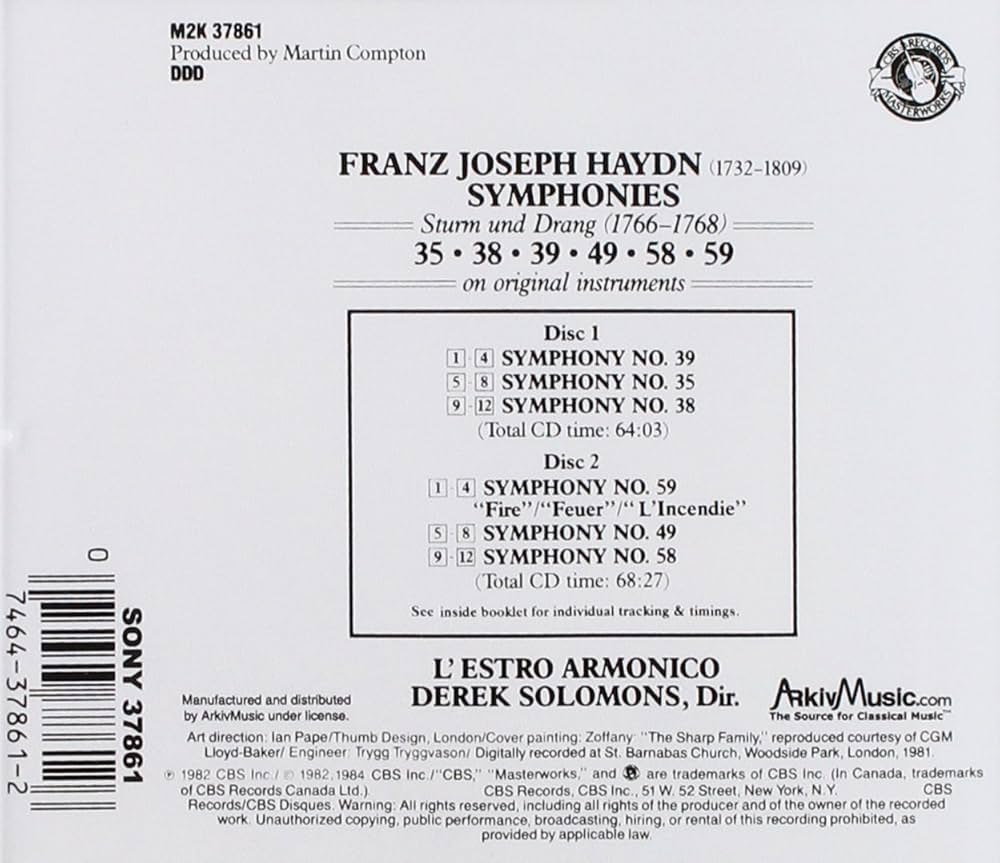 M2K 37861
Produced by Martin Compton
DDD
CBS RECORDS
MASTERWORKS
FRANZ JOSEPH HAYDN (1732-1809)
SYMPHONIES
Sturm und Drang (1766-1768)
35 • 38 • 39 • 49 • 58 • 59
on original instruments
Disc 1
1-4 SYMPHONY NO. 39
5-8 SYMPHONY NO. 35
9-12 SYMPHONY NO. 38
(Total CD time: 64:03)
Disc 2
1-4 SYMPHONY NO. 59
"Fire"/"Feuer"/" L'Incendie"
5-8 SYMPHONY NO. 49
9-12 SYMPHONY NO. 58
(Total CD time: 68:27)
See inside booklet for individual tracking & timings.
L' ESTRO ARMONICO
DEREK SOLOMONS, Dir.
Manufactured and distributed
by ArkivMusic under license.
ArkivMusic.com
The Source for Classical Music™
Art direction: Ian Pape/Thumb Design, London/Cover painting: Zoffany: "The Sharp Family," reproduced courtesy of CGM
Lloyd-Baker/ Engineer: Trygg Tryggvason/ Digitally recorded at St. Barnabas Church, Woodside Park, London, 1981.
℗ 1982 CBS Inc./ © 1982,1984 CBS Inc./"CBS," "Masterworks," and are trademarks of CBS Inc. (In Canada, trademarks
of CBS Records Canada Ltd.). CBS Records, CBS Inc., 51 W. 52 Street, New York, N.Y. CBS
Records/CBS Disques. Warning: All rights reserved, including all rights of the producer and of the owner of the recorded
work. Unauthorized copying, public performance, broadcasting, hiring, or rental of this recording prohibited, as
provided by applicable law.
0
7464-37861-2
SONY 37861